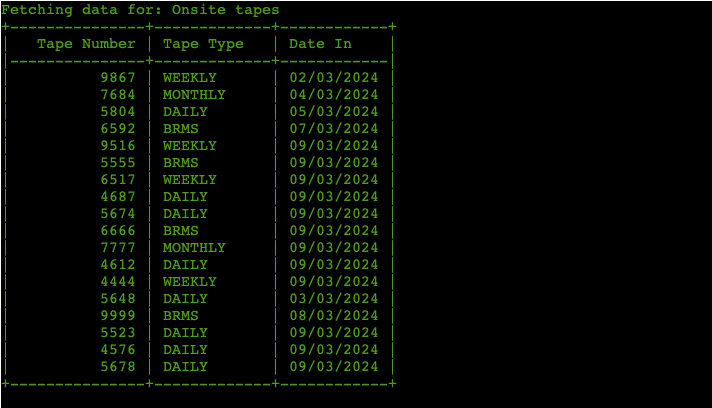 Fetching data for: Onsite tapes
+---------------+-------------+------------+
|   Tape Number | Tape Type   | Date In    |
|---------------+-------------+------------|
|          9867 | WEEKLY      | 02/03/2024 |
|          7684 | MONTHLY     | 04/03/2024 |
|          5804 | DAILY       | 05/03/2024 |
|          6592 | BRMS        | 07/03/2024 |
|          9516 | WEEKLY      | 09/03/2024 |
|          5555 | BRMS        | 09/03/2024 |
|          6517 | WEEKLY      | 09/03/2024 |
|          4687 | DAILY       | 09/03/2024 |
|          5674 | DAILY       | 09/03/2024 |
|          6666 | BRMS        | 09/03/2024 |
|          7777 | MONTHLY     | 09/03/2024 |
|          4612 | DAILY       | 09/03/2024 |
|          4444 | WEEKLY      | 09/03/2024 |
|          5648 | DAILY       | 03/03/2024 |
|          9999 | BRMS        | 08/03/2024 |
|          5523 | DAILY       | 09/03/2024 |
|          4576 | DAILY       | 09/03/2024 |
|          5678 | DAILY       | 09/03/2024 |
+---------------+-------------+------------+